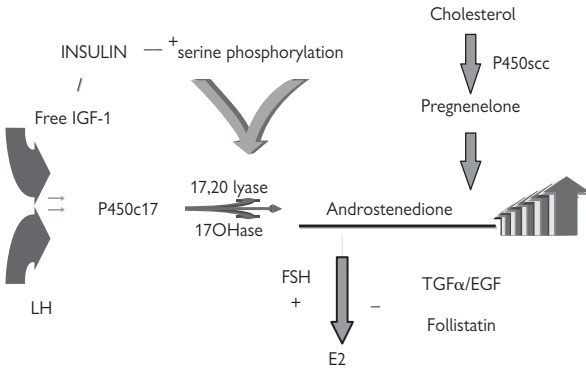 Cholesterol
INSULIN — + serine phosphorylation
P450scc
/
Free IGF-1
Pregnenelone
P450c17
17,20 lyase
17OHase
Androstenedione
LH
FSH
+
–
TGFα/EGF
Follistatin
E2